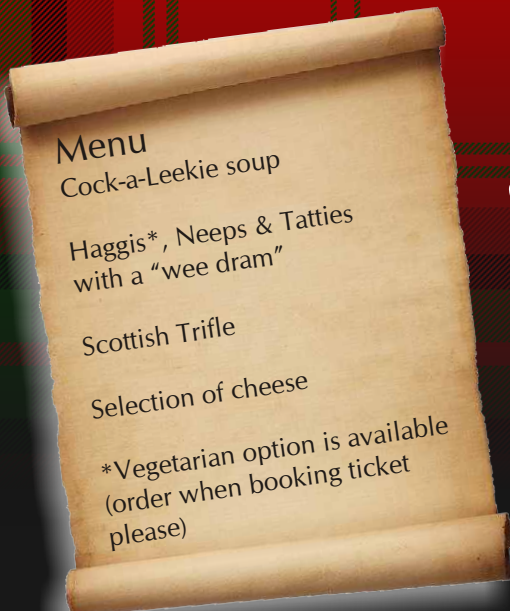 Menu
Cock-a-Leekie soup
Haggis*, Neeps & Tatties
with a “wee dram”
Scottish Trifle
Selection of cheese
*Vegetarian option is available
(order when booking ticket
please)